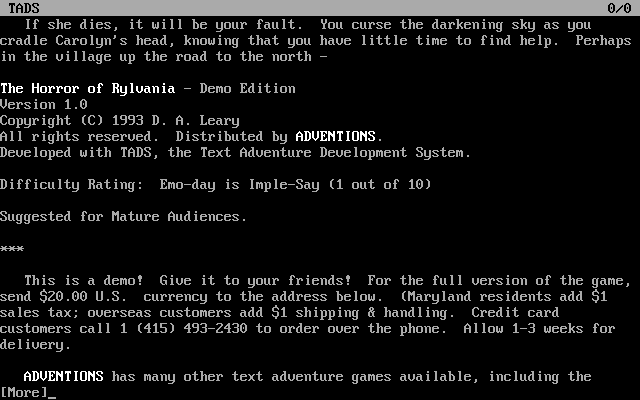 TADS 0/0
If she dies, it will be your fault.  You curse the darkening sky as you
cradle Carolyn's head, knowing that you have little time to find help.  Perhaps
in the village up the road to the north -
The Horror of Rylvania - Demo Edition
Version 1.0
Copyright (C) 1993 D. A. Leary
All rights reserved.  Distributed by ADVENTIONS.
Developed with TADS, the Text Adventure Development System.
Difficulty Rating:  Emo-day is Imple-Say (1 out of 10)
Suggested for Mature Audiences.
***
This is a demo!  Give it to your friends!  For the full version of the game,
send $20.00 U.S.  currency to the address below.  (Maryland residents add $1
sales tax; overseas customers add $1 shipping & handling.  Credit card
customers call 1 (415) 493-2430 to order over the phone.  Allow 1-3 weeks for
delivery.
ADVENTIONS has many other text adventure games available, including the
[More]_